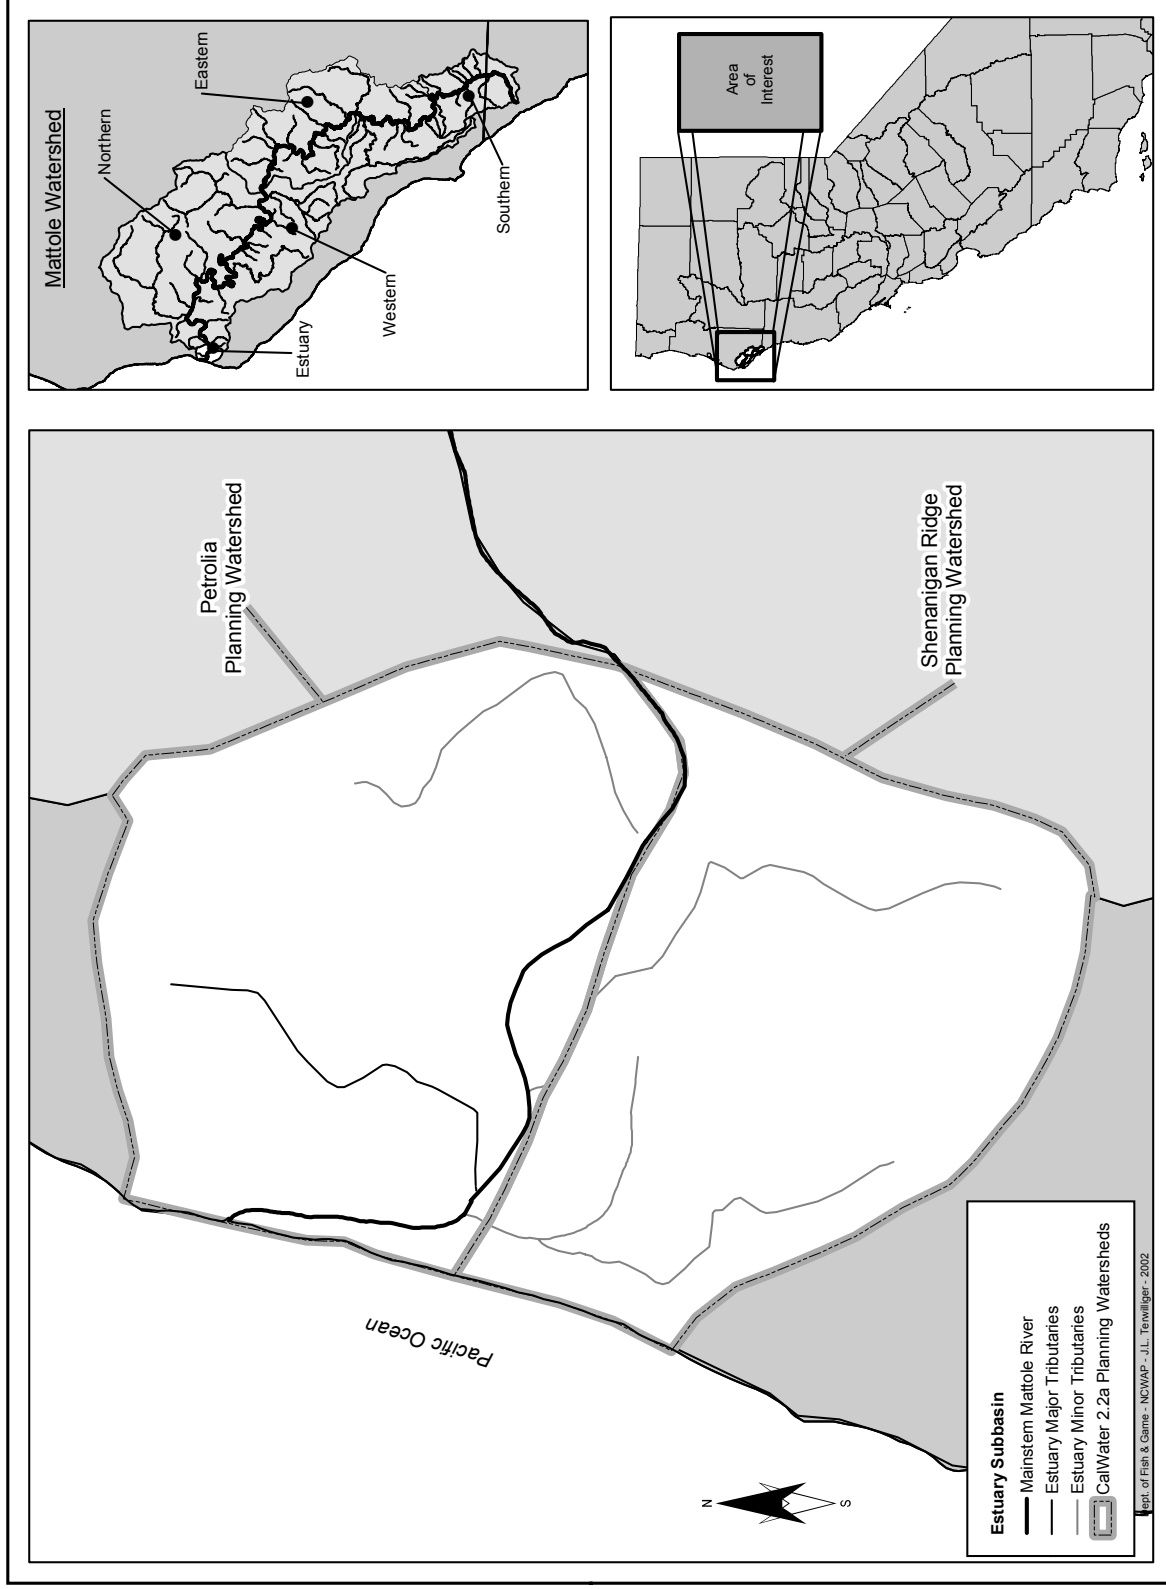 Mattole Watershed
Northern
Eastern
Southern
Western
Estuary
Area
of
Interest
Petrolia
Planning Watershed
Shenanigan Ridge
Planning Watershed
Pacific Ocean
N
S
Estuary Subbasin
Mainstem Mattole River
Estuary Major Tributaries
Estuary Minor Tributaries
CalWater 2.2a Planning Watersheds
Dept. of Fish & Game - NCWAP - J.L. Terwilliger - 2002